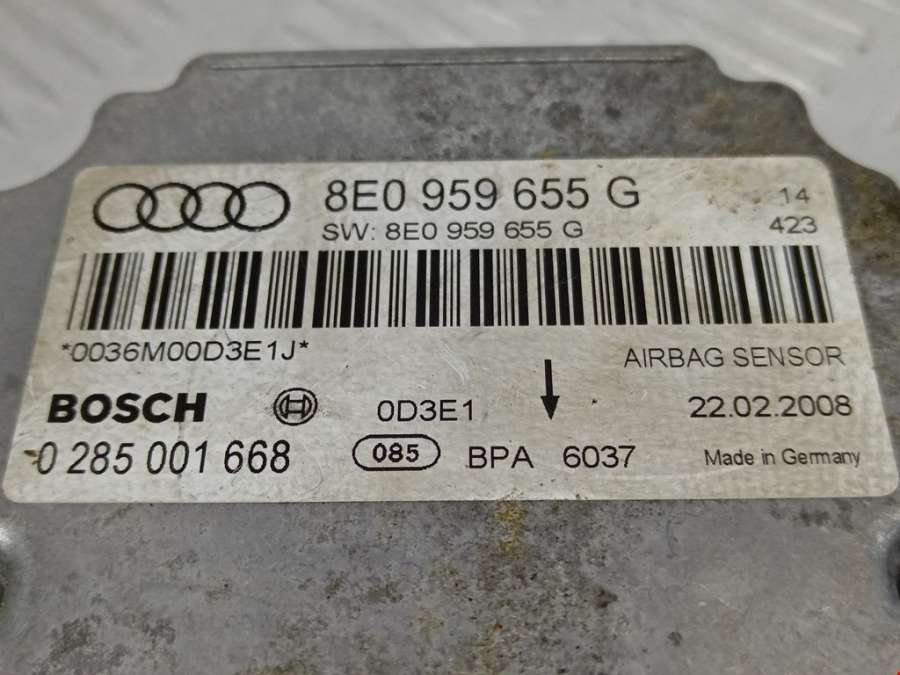 8E0 959 655 G 14
SW: 8E0 959 655 G 423
*0036M00D3E1J* AIRBAG SENSOR
BOSCH 0D3E1 22.02.2008
0 285 001 668 085 BPA 6037 Made in Germany